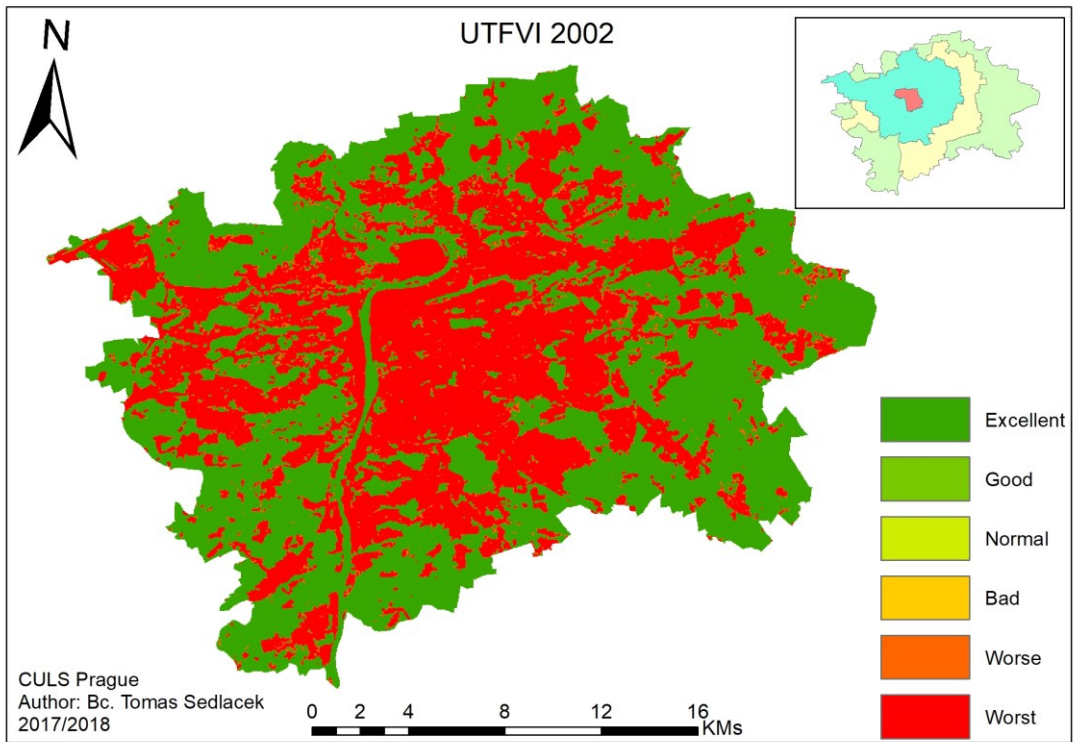 UTFVI 2002
N
Excellent
Good
Normal
Bad
Worse
Worst
CULS Prague
Author: Bc. Tomas Sedlacek
2017/2018
0 2 4 8 12 16
KMs